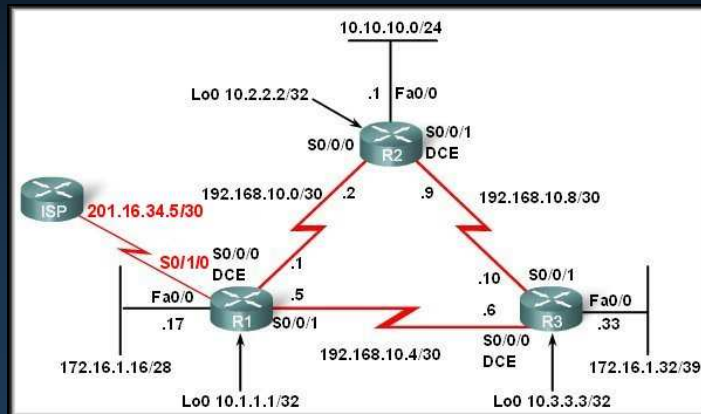 10.10.10.0/24
Lo0 10.2.2.2/32
.1 Fa0/0
S0/0/0
S0/0/1
R2
DCE
192.168.10.0/30
.2
.9
192.168.10.8/30
ISP
201.16.34.5/30
S0/1/0
S0/0/0
DCE
.1
.5
.10
S0/0/1
Fa0/0
.17
R1
S0/0/1
.6
R3
Fa0/0
.33
S0/0/0
DCE
192.168.10.4/30
172.16.1.16/28
172.16.1.32/39
Lo0 10.1.1.1/32
Lo0 10.3.3.3/32